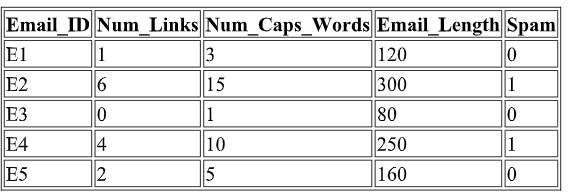 Email_ID Num_Links Num_Caps_Words Email_Length Spam
E1 1 3 120 0
E2 6 15 300 1
E3 0 1 80 0
E4 4 10 250 1
E5 2 5 160 0